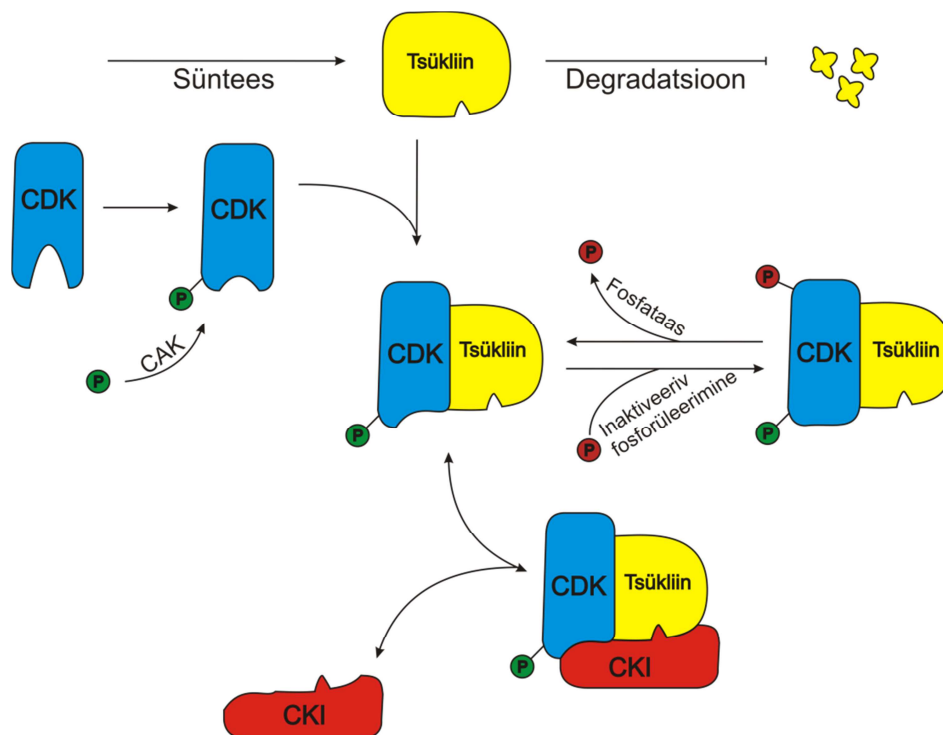 Tsükliin
Süntees
Degradatsioon
CDK
CDK
P
CAK
P
P
Fosfataas
P
CDK
Tsükliin
CDK
Tsükliin
Inaktiveeriv
fosforüleerimine
P
P
P
CDK
Tsükliin
P
CKI
CKI